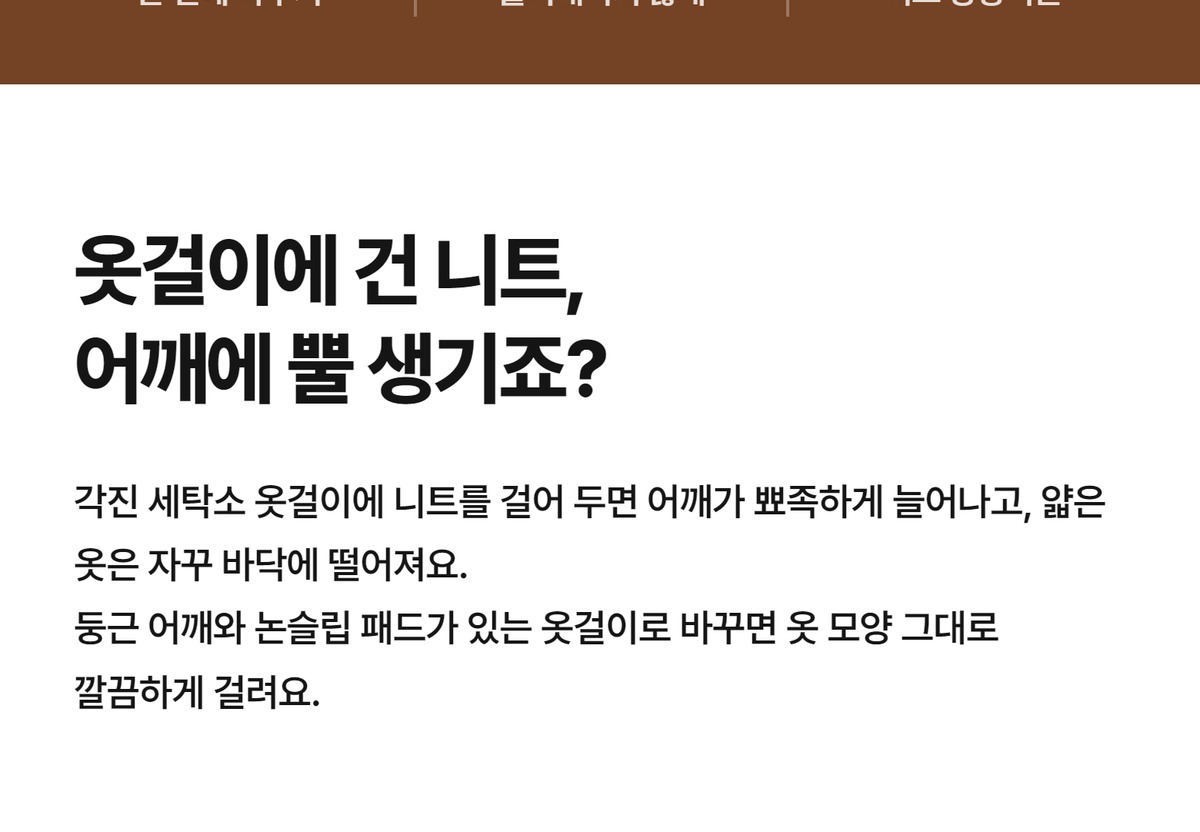 옷걸이에 건 니트,
어깨에 뿔 생기죠?
각진 세탁소 옷걸이에 니트를 걸어 두면 어깨가 뾰족하게 늘어나고, 얇은
옷은 자꾸 바닥에 떨어져요.
둥근 어깨와 논슬립 패드가 있는 옷걸이로 바꾸면 옷 모양 그대로
깔끔하게 걸려요.